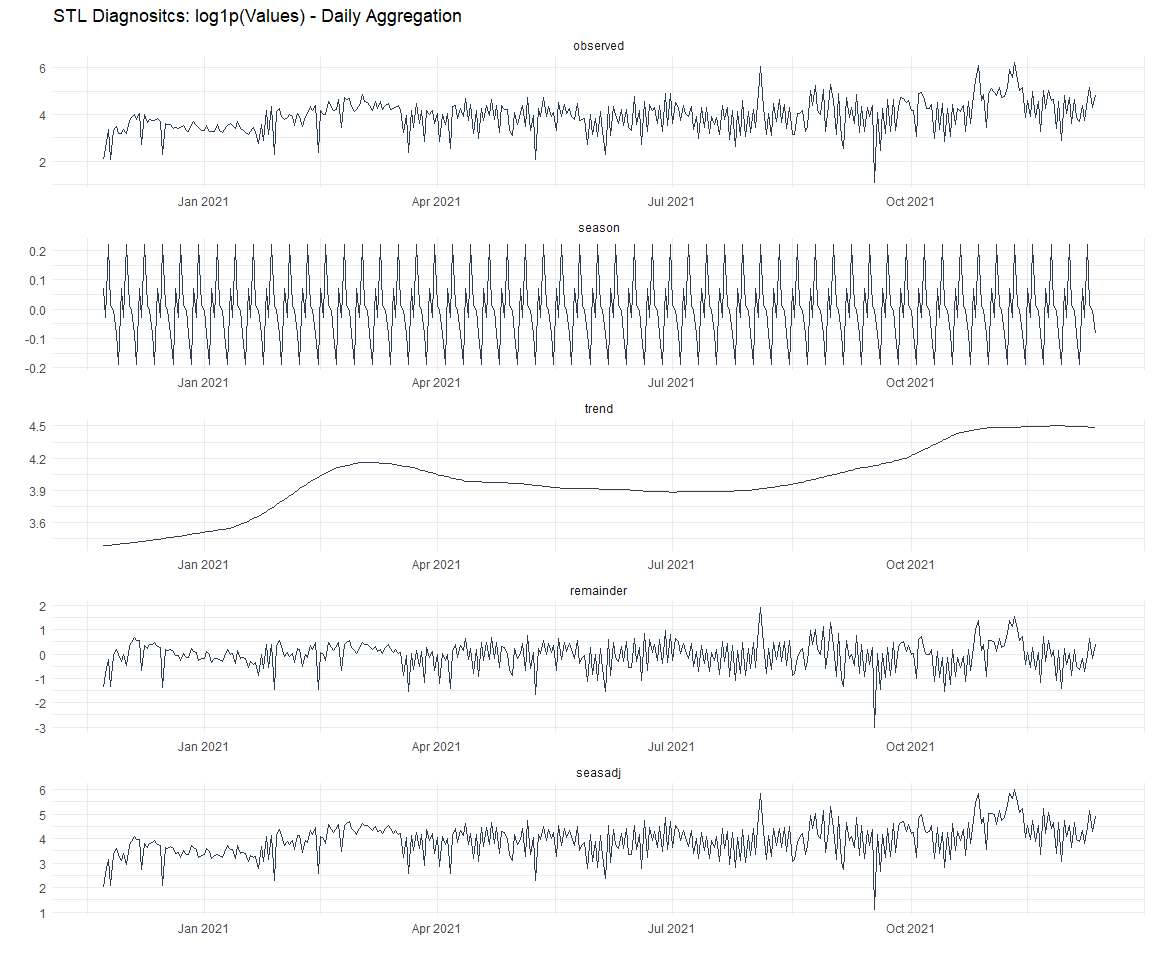 STL Diagnositcs: log1p(Values) - Daily Aggregation
observed
6
4
2
Jan 2021 Apr 2021 Jul 2021 Oct 2021
season
0.2
0.1
0.0
-0.1
-0.2
Jan 2021 Apr 2021 Jul 2021 Oct 2021
trend
4.5
4.2
3.9
3.6
Jan 2021 Apr 2021 Jul 2021 Oct 2021
remainder
2
1
0
-1
-2
-3
Jan 2021 Apr 2021 Jul 2021 Oct 2021
seasadj
6
5
4
3
2
1
Jan 2021 Apr 2021 Jul 2021 Oct 2021